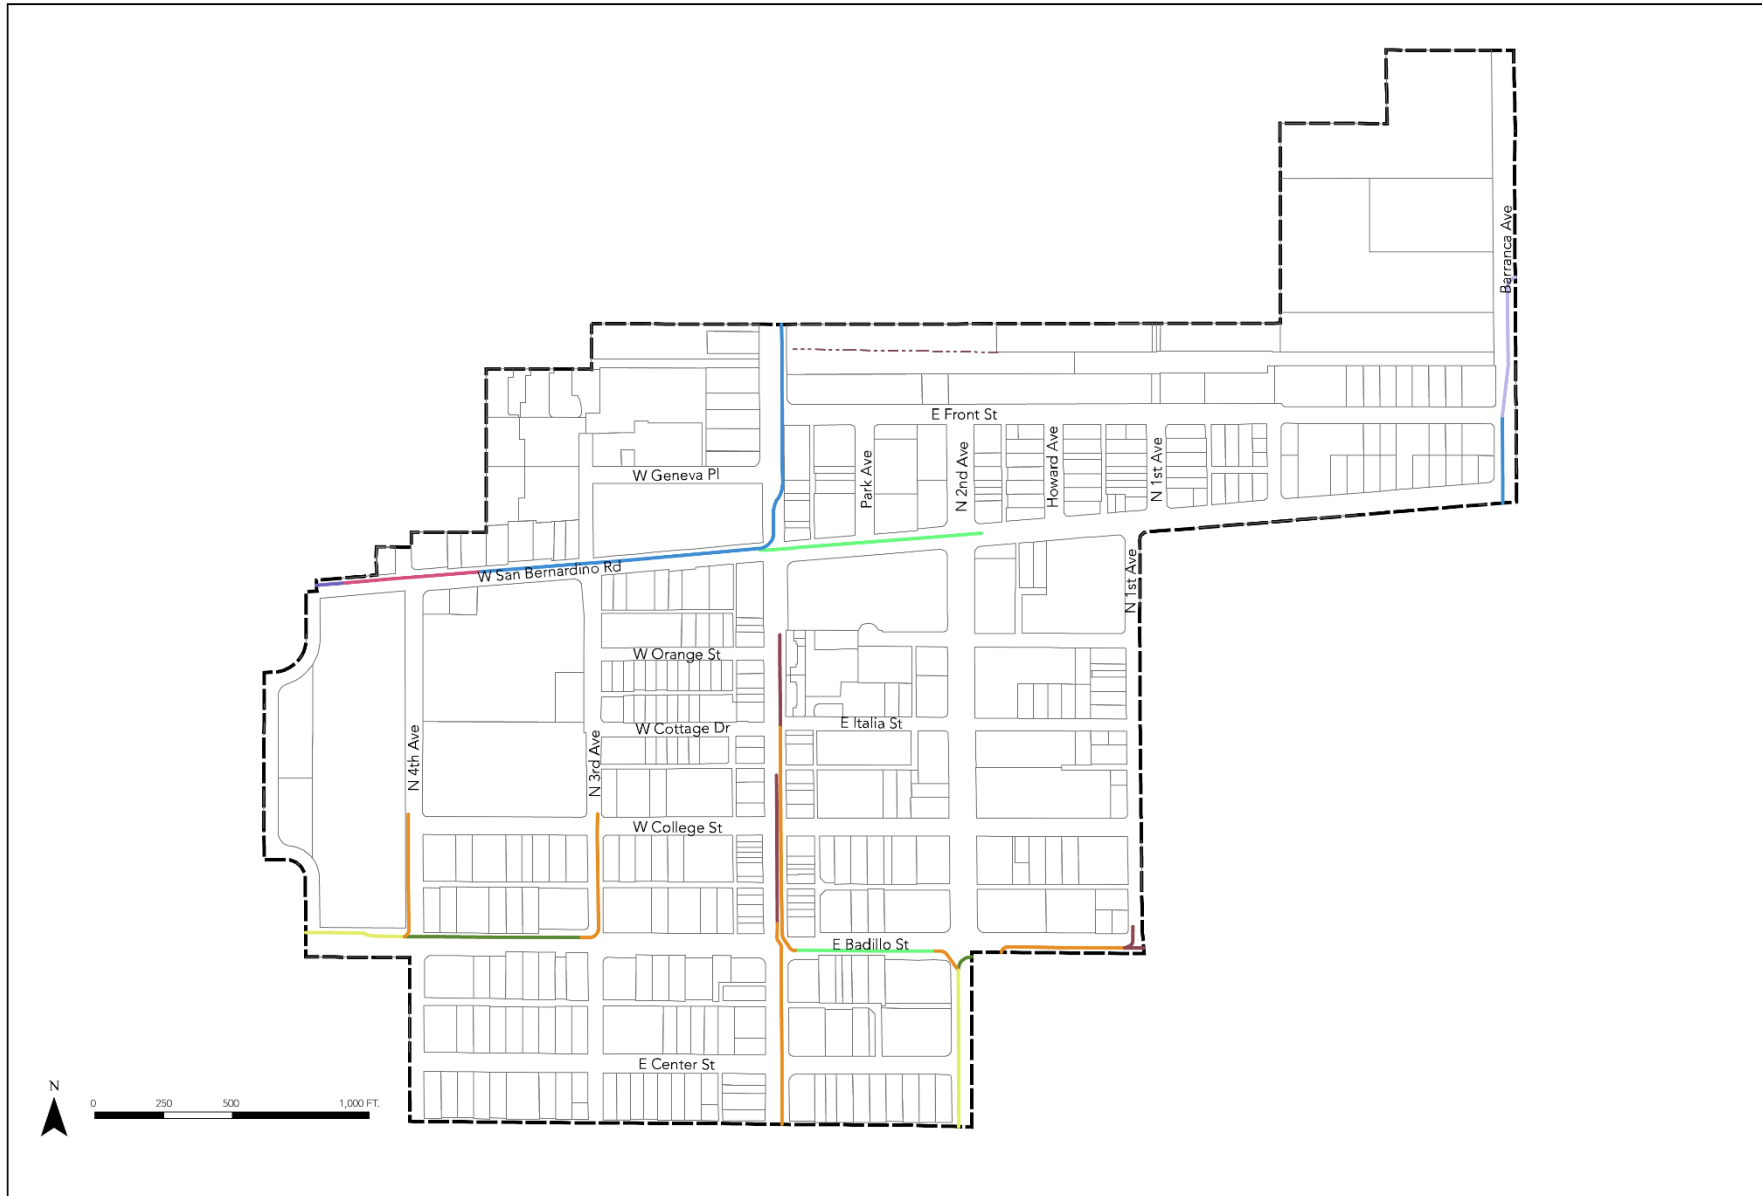 Barranca Ave
E Front St
W Geneva Pl
Park Ave
N 2nd Ave
Howard Ave
N 1st Ave
W San Bernardino Rd
N 1st Ave
W Orange St
E Italia St
W Cottage Dr
N 4th Ave
N 3rd Ave
W College St
E Badillo St
E Center St
N
0 250 500 1,000 FT.